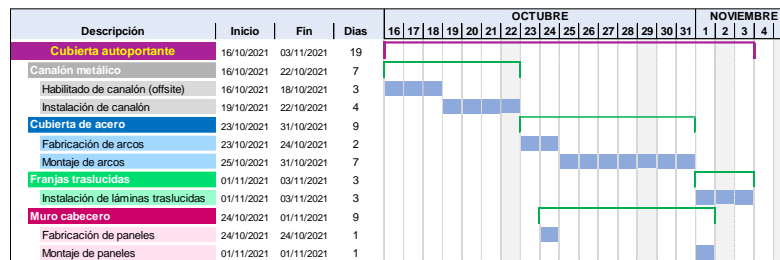 OCTUBRE NOVIEMBRE
Descripción Inicio Fin Dias 16 17 18 19 20 21 22 23 24 25 26 27 28 29 30 31 1 2 3 4
Cubierta autoportante 16/10/2021 03/11/2021 19
Canalón metálico 16/10/2021 22/10/2021 7
Habilitado de canalón (offsite) 16/10/2021 18/10/2021 3
Instalación de canalón 19/10/2021 22/10/2021 4
Cubierta de acero 23/10/2021 31/10/2021 9
Fabricación de arcos 23/10/2021 24/10/2021 2
Montaje de arcos 25/10/2021 31/10/2021 7
Franjas traslucidas 01/11/2021 03/11/2021 3
Instalación de láminas traslucidas 01/11/2021 03/11/2021 3
Muro cabecero 24/10/2021 01/11/2021 9
Fabricación de paneles 24/10/2021 24/10/2021 1
Montaje de paneles 01/11/2021 01/11/2021 1